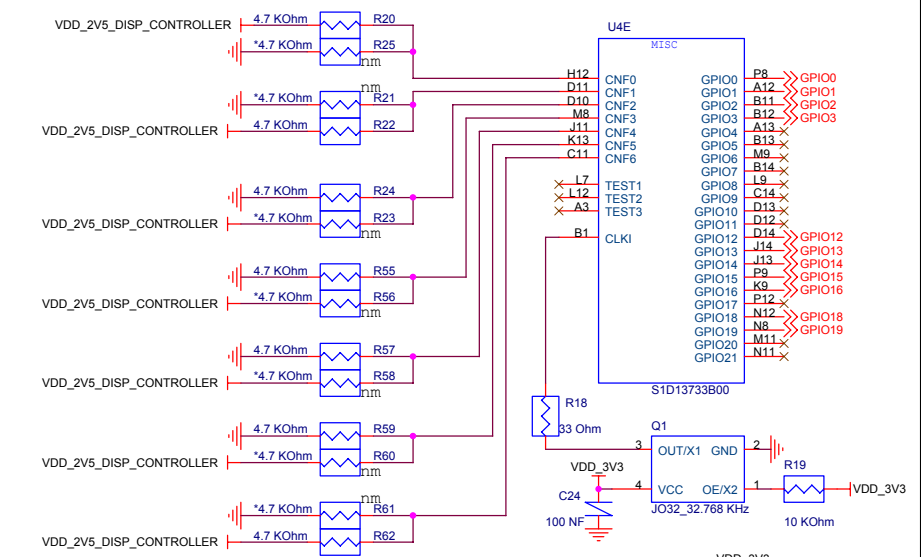 VDD_2V5_DISP_CONTROLLER 4.7 KOhm R20
*4.7 KOhm R25
nm
*4.7 KOhm R21
VDD_2V5_DISP_CONTROLLER 4.7 KOhm R22
4.7 KOhm R24
VDD_2V5_DISP_CONTROLLER *4.7 KOhm R23
nm
4.7 KOhm R55
VDD_2V5_DISP_CONTROLLER *4.7 KOhm R56
nm
4.7 KOhm R57
VDD_2V5_DISP_CONTROLLER *4.7 KOhm R58
nm
4.7 KOhm R59
VDD_2V5_DISP_CONTROLLER *4.7 KOhm R60
nm
nm
*4.7 KOhm R61
VDD_2V5_DISP_CONTROLLER 4.7 KOhm R62
U4E
MISC
H12 CNF0
D11 CNF1
D10 CNF2
M8 CNF3
J11 CNF4
K13 CNF5
C11 CNF6
L7 TEST1
L12 TEST2
A3 TEST3
B1 CLKI
GPIO0 P8 GPIO0
GPIO1 A12 GPIO1
GPIO2 B11 GPIO2
GPIO3 B12 GPIO3
GPIO4 A13
GPIO5 B13
GPIO6 M9
GPIO7 B14
GPIO8 L9
GPIO9 C14
GPIO10 D13
GPIO11 D12
GPIO12 D14 GPIO12
GPIO13 J14 GPIO13
GPIO14 J13 GPIO14
GPIO15 P9 GPIO15
GPIO16 K9 GPIO16
GPIO17 P12
GPIO18 N12 GPIO18
GPIO19 N8 GPIO19
GPIO20 M11
GPIO21 N11
S1D13733B00
R18
33 Ohm
Q1
3 OUT/X1 GND 2
VDD_3V3
4 VCC OE/X2 1
JO32_32.768 KHz
C24
100 NF
R19
VDD_3V3
10 KOhm